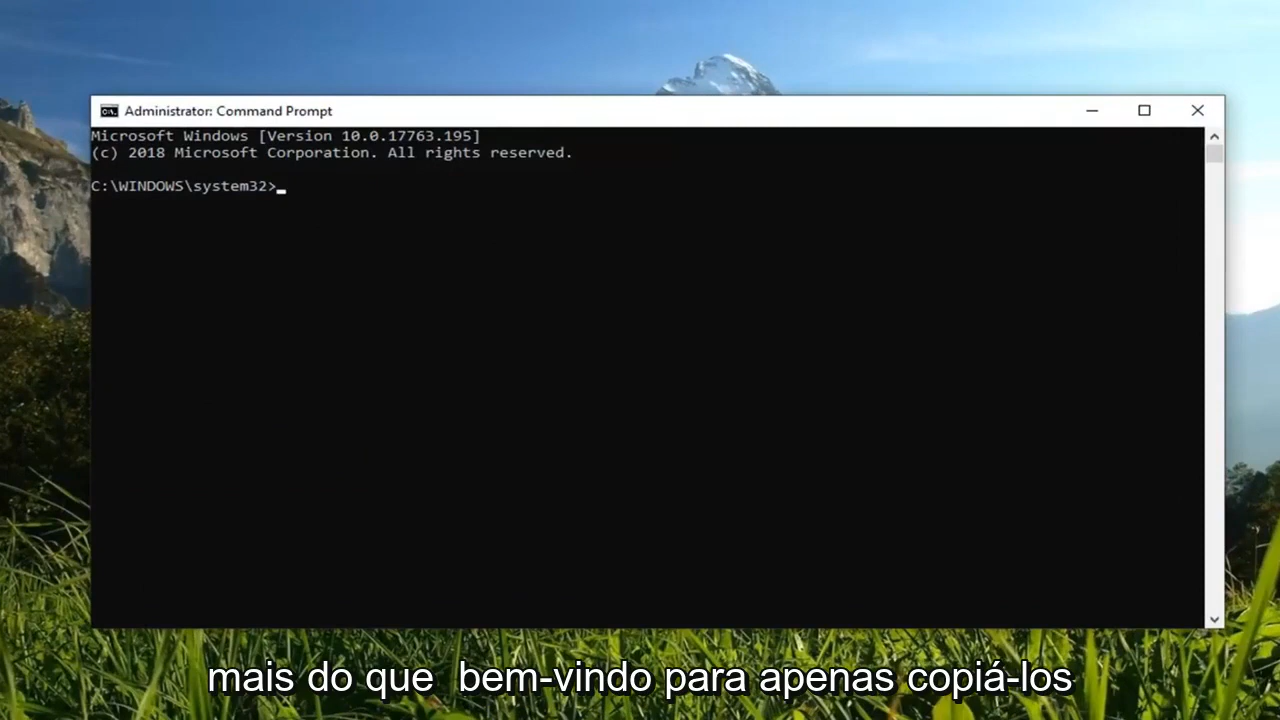 Administrator: Command Prompt
Microsoft Windows [Version 10.0.17763.195]
(c) 2018 Microsoft Corporation. All rights reserved.
C:\WINDOWS\system32>
mais do que  bem-vindo para apenas copiá-los